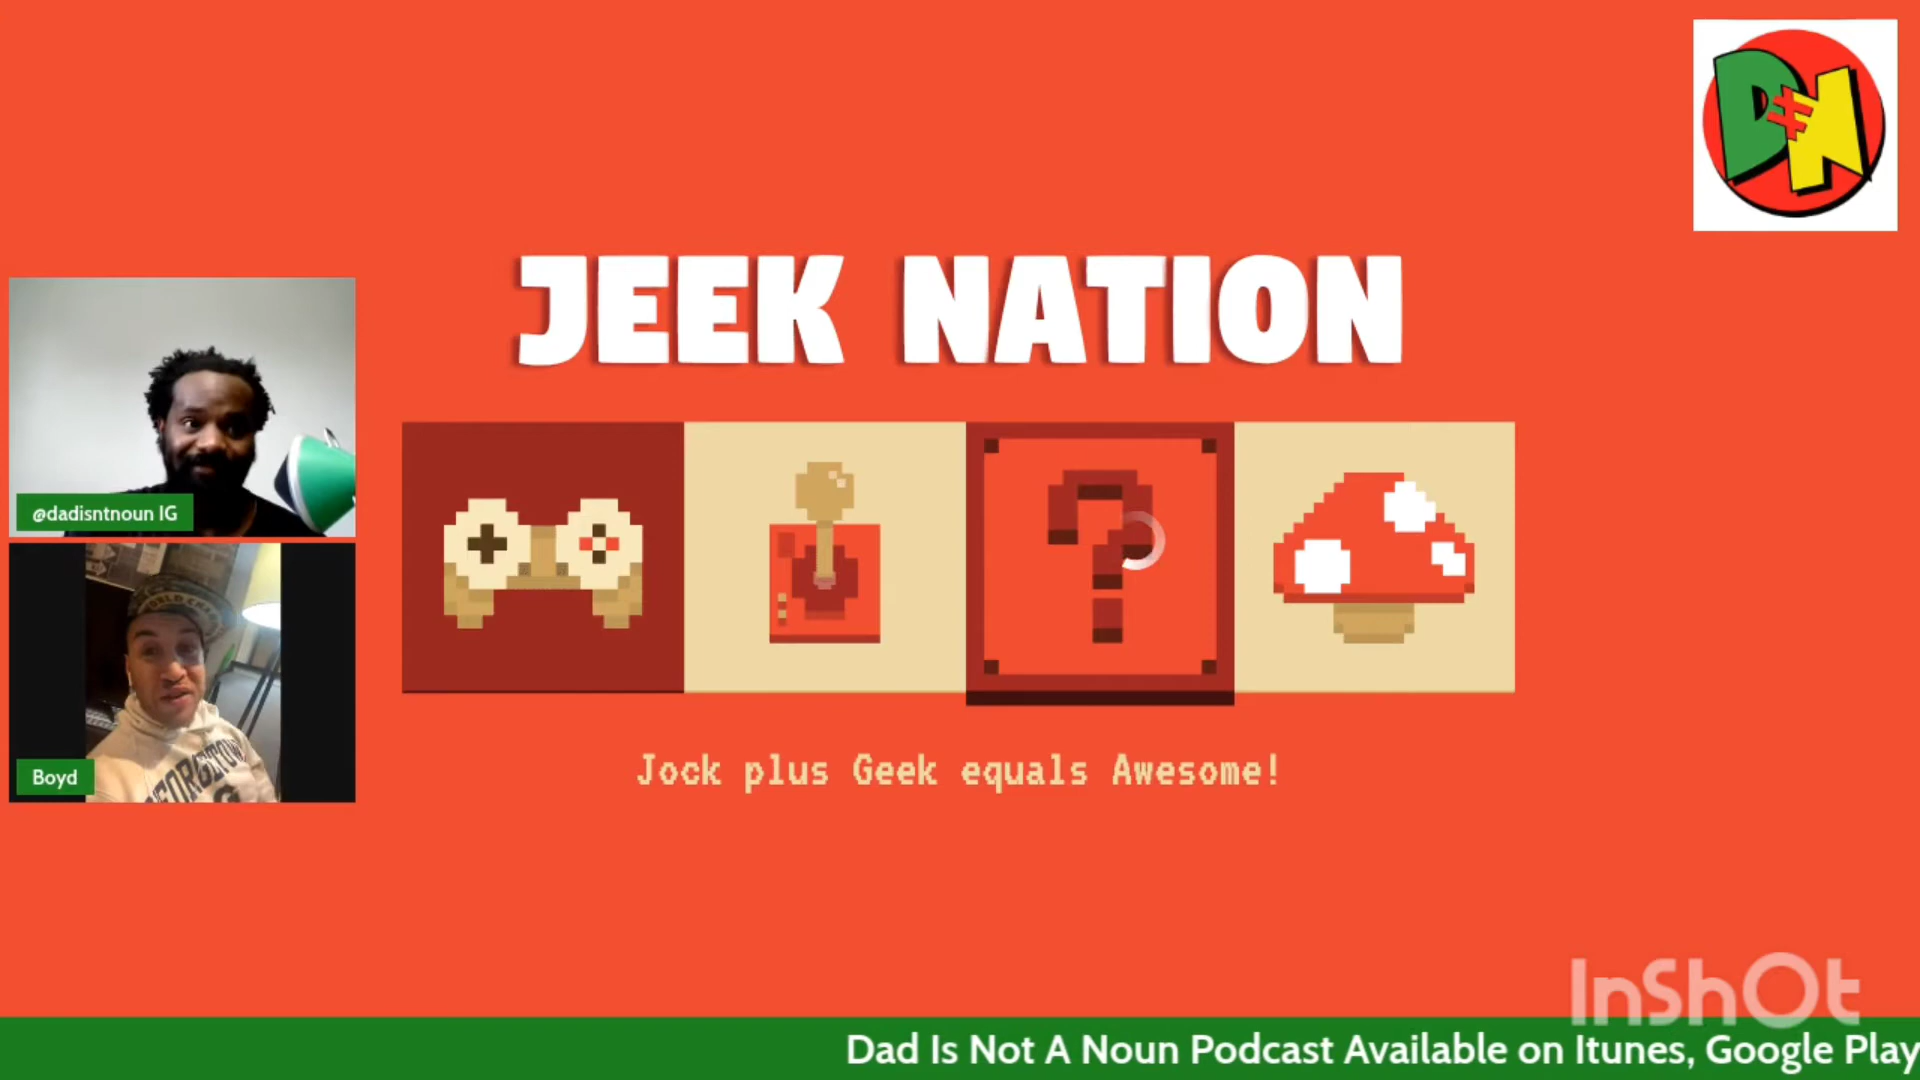 JEEK NATION
@dadisntnoun IG
Jock plus Geek equals Awesome!
Boyd
GEORGETOWN
InShOt
Dad Is Not A Noun Podcast Available on Itunes, Google Play